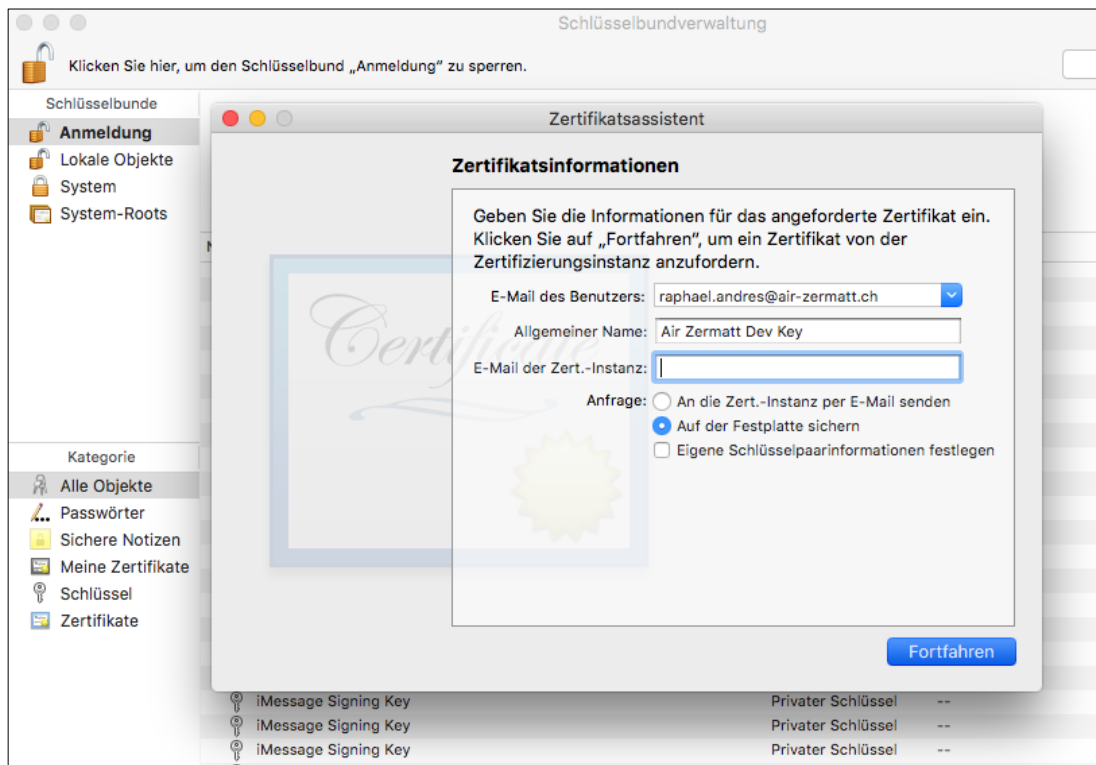 Schlüsselbundverwaltung
Klicken Sie hier, um den Schlüsselbund „Anmeldung“ zu sperren.
Schlüsselbunde
Anmeldung
Lokale Objekte
System
System-Roots
Zertifikatsassistent
Zertifikatsinformationen
Geben Sie die Informationen für das angeforderte Zertifikat ein.
Klicken Sie auf „Fortfahren“, um ein Zertifikat von der
Zertifizierungsinstanz anzufordern.
E-Mail des Benutzers: raphael.andres@air-zermatt.ch
Allgemeiner Name: Air Zermatt Dev Key
E-Mail der Zert.-Instanz:
Anfrage: An die Zert.-Instanz per E-Mail senden
Auf der Festplatte sichern
Eigene Schlüsselpaarinformationen festlegen
Certificate
Fortfahren
Kategorie
Alle Objekte
Passwörter
Sichere Notizen
Meine Zertifikate
Schlüssel
Zertifikate
iMessage Signing Key Privater Schlüssel --
iMessage Signing Key Privater Schlüssel --
iMessage Signing Key Privater Schlüssel --